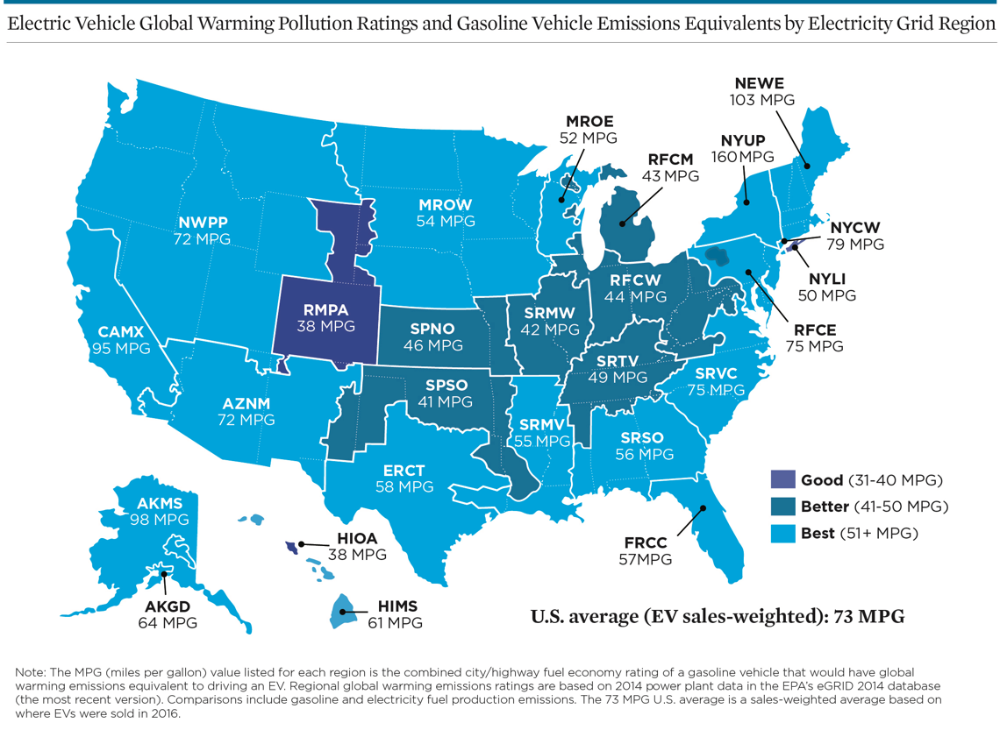 Electric Vehicle Global Warming Pollution Ratings and Gasoline Vehicle Emissions Equivalents by Electricity Grid Region
NEWE
103 MPG
MROE
52 MPG
NYUP
160 MPG
RFCM
43 MPG
MROW
54 MPG
NWPP
72 MPG
NYCW
79 MPG
NYLI
50 MPG
RFCW
44 MPG
RMPA
38 MPG
SRMW
42 MPG
SPNO
46 MPG
CAMX
95 MPG
RFCE
75 MPG
SRTV
49 MPG
SRVC
75 MPG
SPSO
41 MPG
AZNM
72 MPG
SRMV
55 MPG
SRSO
56 MPG
ERCT
58 MPG
Good (31-40 MPG)
Better (41-50 MPG)
Best (51+ MPG)
AKMS
98 MPG
HIOA
38 MPG
FRCC
57MPG
AKGD
64 MPG
HIMS
61 MPG
U.S. average (EV sales-weighted): 73 MPG
Note: The MPG (miles per gallon) value listed for each region is the combined city/highway fuel economy rating of a gasoline vehicle that would have global
warming emissions equivalent to driving an EV. Regional global warming emissions ratings are based on 2014 power plant data in the EPA's eGRID 2014 database
(the most recent version). Comparisons include gasoline and electricity fuel production emissions. The 73 MPG U.S. average is a sales-weighted average based on
where EVs were sold in 2016.